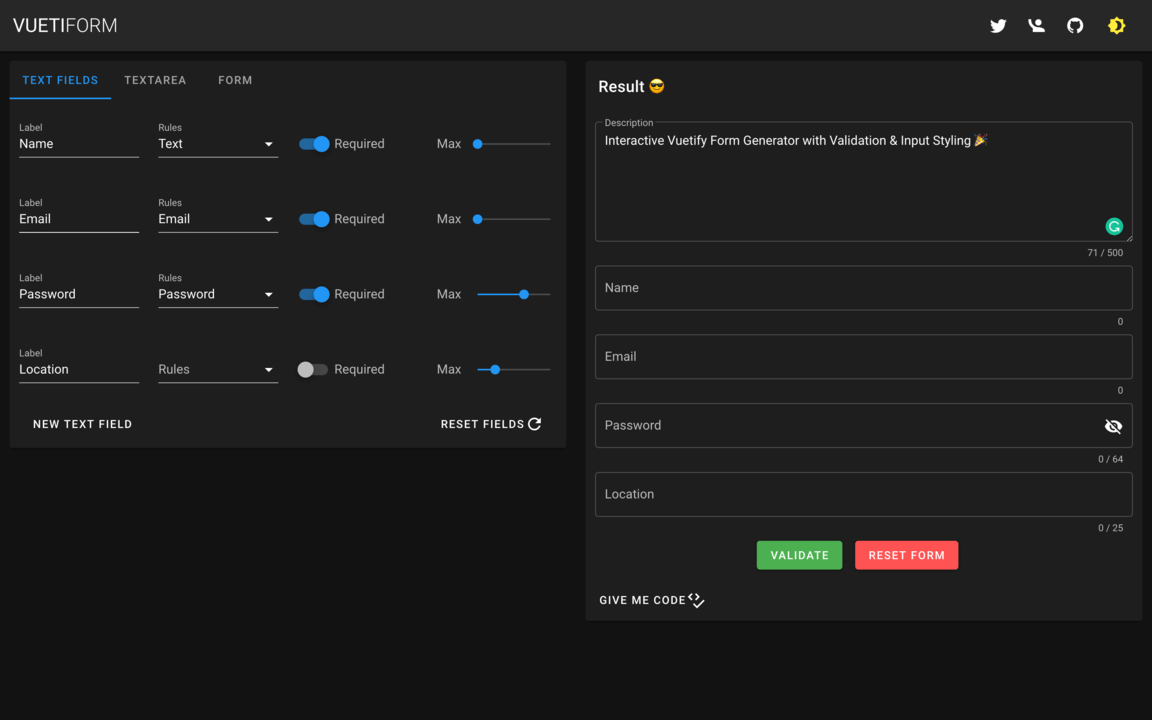 VUETIFORM
TEXT FIELDS TEXTAREA FORM
Label Rules
Name Text Required Max
Label Rules
Email Email Required Max
Label Rules
Password Password Required Max
Label
Location Rules Required Max
NEW TEXT FIELD RESET FIELDS
Result 😎
Description
Interactive Vuetify Form Generator with Validation & Input Styling 🎉
71 / 500
Name
0
Email
0
Password
0 / 64
Location
0 / 25
VALIDATE RESET FORM
GIVE ME CODE